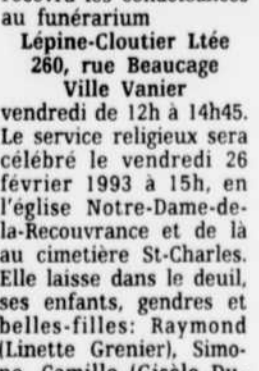 au funérarium
Lépine-Cloutier Ltée
260, rue Beaucage
Ville Vanier
vendredi de 12h à 14h45.
Le service religieux sera
célébré le vendredi 26
février 1993 à 15h, en
l'église Notre-Dame-de-
la-Recouvrance et de là
au cimetière St-Charles.
Elle laisse dans le deuil,
ses enfants, gendres et
belles-filles: Raymond
(Linette Grenier), Simo-